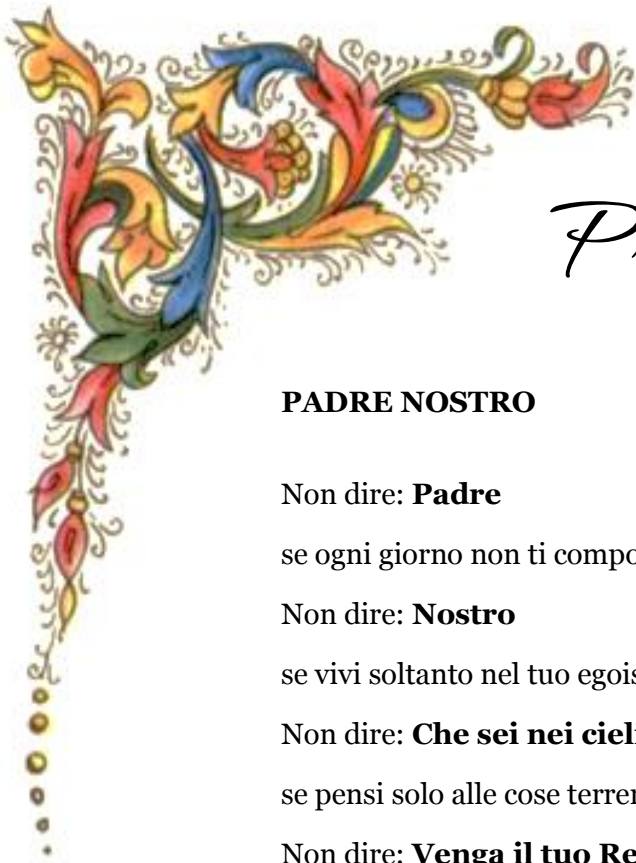 PADRE NOSTRO
Non dire: Padre
se ogni giorno non ti
Non dire: Nostro
se vivi soltanto nel tuo
Non dire: Che sei nei cieli
se pensi solo alle cose
Non dire: Venga il tuo